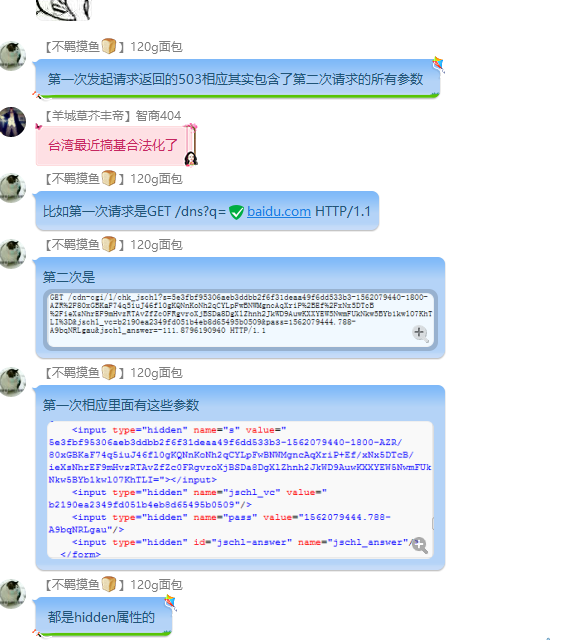 【不羁摸鱼🍞】120g面包
第一次发起请求返回的503相应其实包含了第二次请求的所有参数
【羊城草芥丰帝】智商404
台湾最近搞基合法化了
【不羁摸鱼🍞】120g面包
比如第一次请求是GET /dns?q= baidu.com HTTP/1.1
【不羁摸鱼🍞】120g面包
第二次是
GET /cdn-cgi/l/chk_jschl?s=5e3fbf95306aeb3ddbb2f6f31deaa49f6dd533b3-1562079440-1800-
AZR%2F80xGBKaF74q5iuJ46fl0gKQNnKoNh2qCYLpFwBNWMgncAqXriP%2BEf%2FxNx5DTcB
%2FieXsNhrEF9mHvzRTAvZfZc0FRgvroXjBSDa8DgXlZhnh2JkWD9AuwKXXYEW5NwmFUkNkw5BYb1kwl07KhT
LI%3D&jschl_vc=b2190ea2349fd051b4eb8d65495b0509&pass=1562079444.788-
A9bqNRLgau&jschl_answer=-111.8796190940 HTTP/1.1
【不羁摸鱼🍞】120g面包
第一次相应里面有这些参数
<input type="hidden" name="s" value="
5e3fbf95306aeb3ddbb2f6f31deaa49f6dd533b3-1562079440-1800-AZR/
80xGBKaF74q5iuJ46fl0gKQNnKoNh2qCYLpFwBNWMgncAqXriP+Ef/xNx5DTcB/
ieXsNhrEF9mHvzRTAvZfZc0FRgvroXjBSDa8DgXlZhnh2JkWD9AuwKXXYEW5NwmFUk
Nkw5BYb1kwl07KhTLI="></input>
<input type="hidden" name="jschl_vc" value="
b2190ea2349fd051b4eb8d65495b0509"/>
<input type="hidden" name="pass" value="1562079444.788-
A9bqNRLgau"/>
<input type="hidden" id="jschl-answer" name="jschl_answer"/
</form>
【不羁摸鱼🍞】120g面包
都是hidden属性的